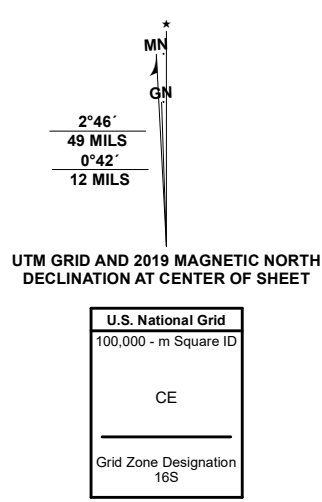 MN
GN
2°46´
49 MILS
0°42´
12 MILS
UTM GRID AND 2019 MAGNETIC NORTH
DECLINATION AT CENTER OF SHEET
U.S. National Grid
100,000 - m Square ID
CE
Grid Zone Designation
16S